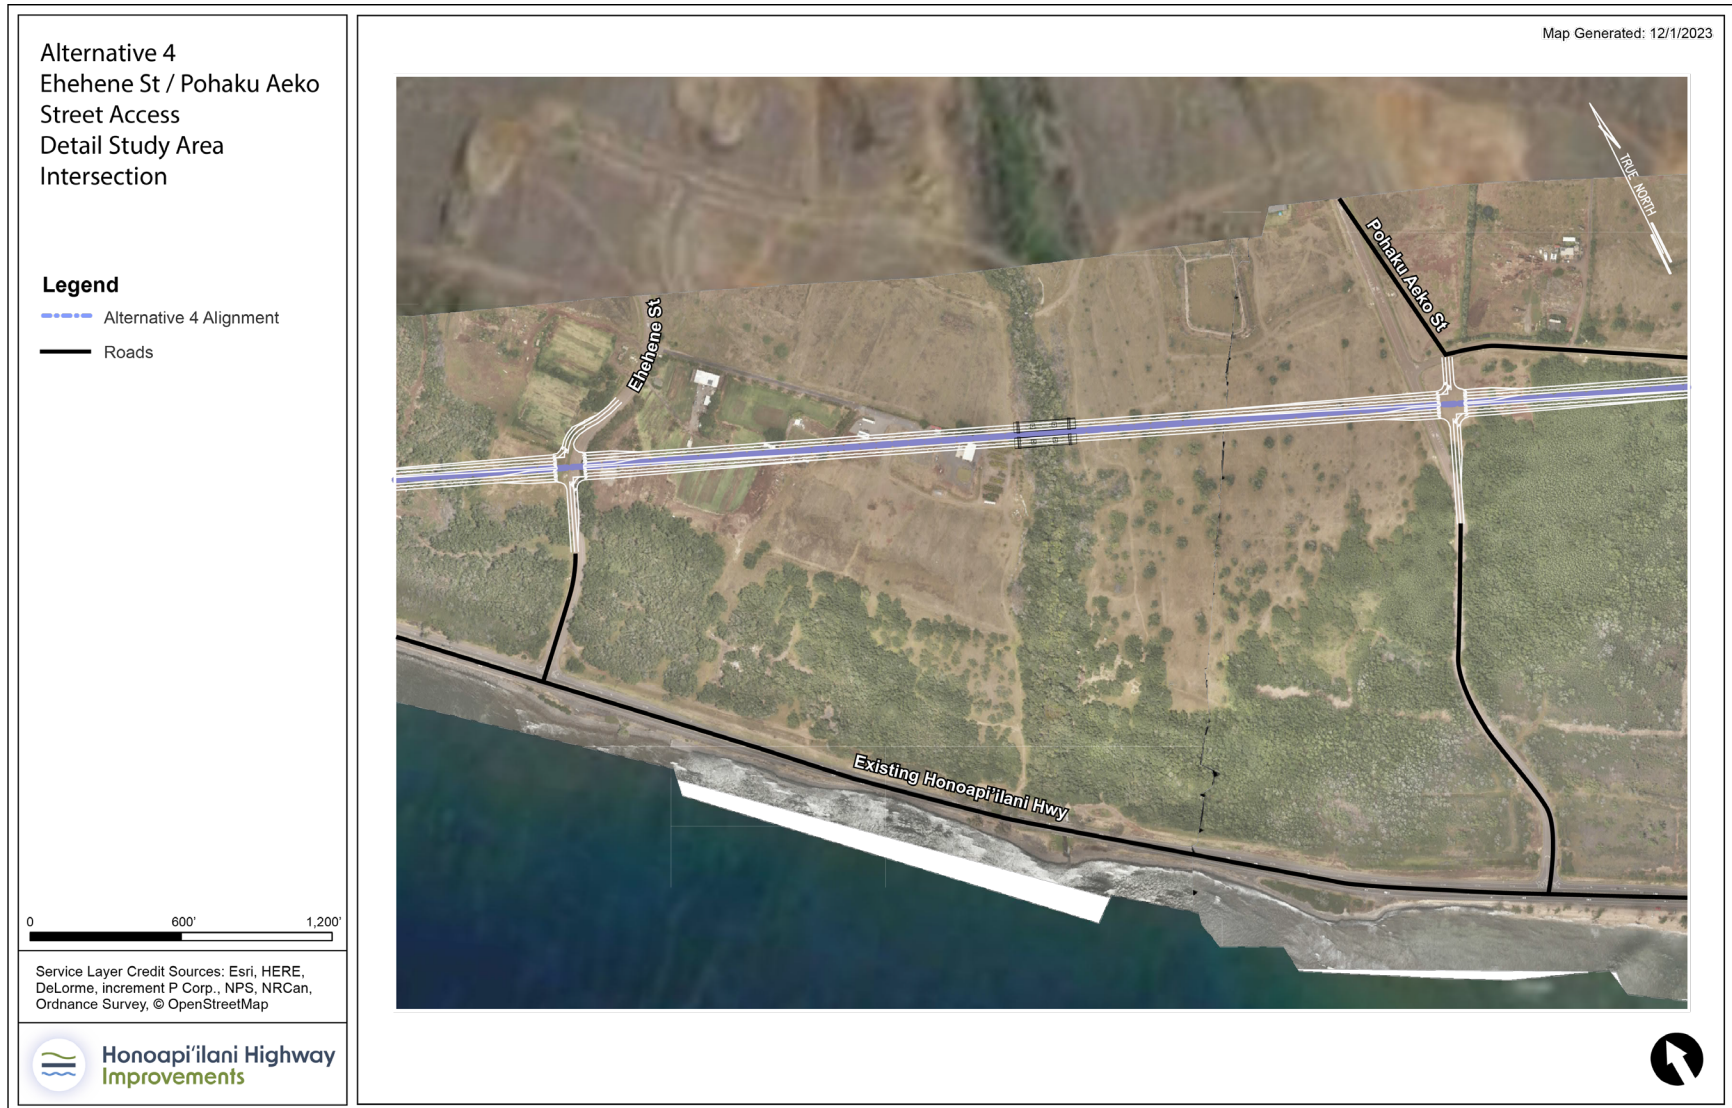 Alternative 4
Ehehene St / Pohaku Aeko
Street Access
Detail Study Area
Intersection
Legend
Alternative 4 Alignment
Roads
0 600' 1,200'
Service Layer Credit Sources: Esri, HERE,
DeLorme, increment P Corp., NPS, NRCan,
Ordnance Survey, © OpenStreetMap
Honoapiʻilani Highway
Improvements
Map Generated: 12/1/2023
TRUE NORTH
Pohaku Aeko St
Ehehene St
Existing Honoapi'ilani Hwy